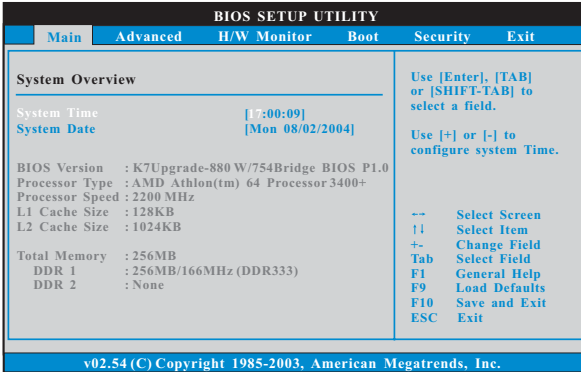 BIOS SETUP UTILITY
Main Advanced H/W Monitor Boot Security Exit
System Overview
System Time [17:00:09]
System Date [Mon 08/02/2004]
BIOS Version : K7Upgrade-880 W/754Bridge BIOS P1.0
Processor Type : AMD Athlon(tm) 64 Processor 3400+
Processor Speed : 2200 MHz
L1 Cache Size : 128KB
L2 Cache Size : 1024KB
Total Memory : 256MB
DDR 1 : 256MB/166MHz (DDR333)
DDR 2 : None
Use [Enter], [TAB]
or [SHIFT-TAB] to
select a field.
Use [+] or [-] to
configure system Time.
←→ Select Screen
↑↓ Select Item
+- Change Field
Tab Select Field
F1 General Help
F9 Load Defaults
F10 Save and Exit
ESC Exit
v02.54 (C) Copyright 1985-2003, American Megatrends, Inc.